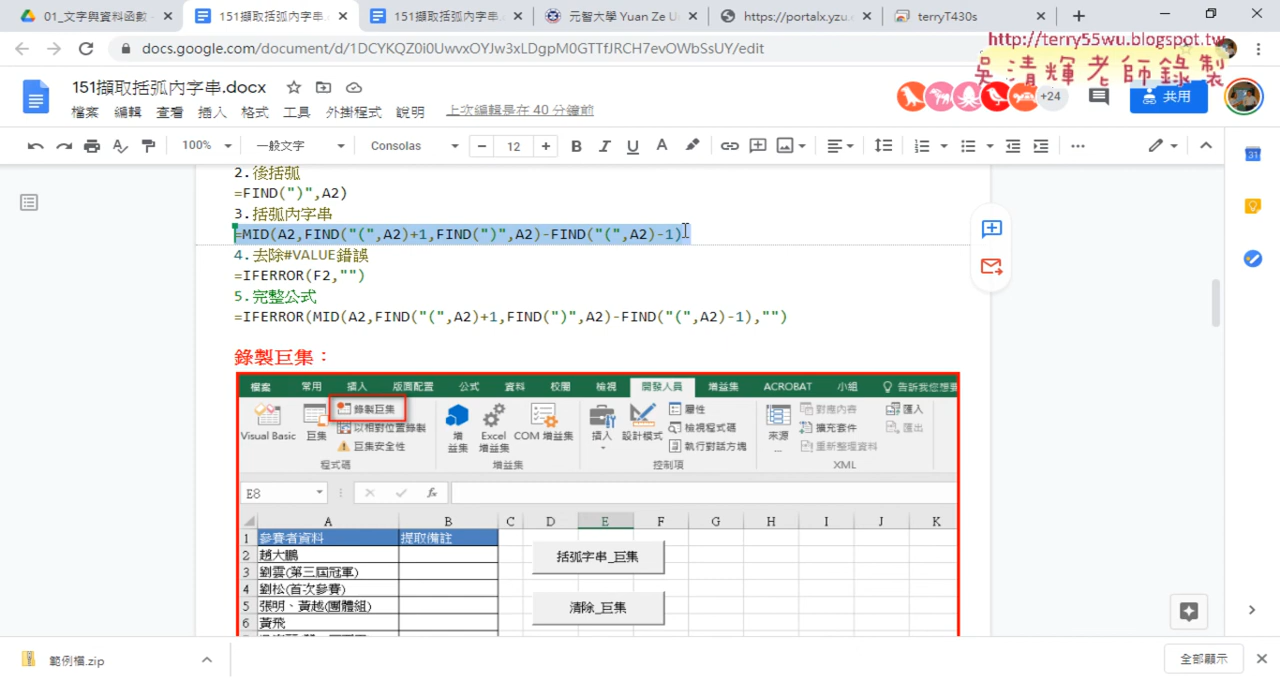 01_文字與資料函數
151擷取括弧內字串.
151擷取括弧內字串.
元智大學 Yuan Ze U
https://portalx.yzu.
terryT430s
docs.google.com/document/d/1DCYKQZ0i0UwvxOYJw3xLDgpM0GTTfJRCH7evOWbSsUY/edit
http://terry55wu.blogspot.tw
吳清輝老師錄製
151擷取括弧內字串.docx
檔案 編輯 查看 插入 格式 工具 外掛程式 說明 上次編輯是在 40 分鐘前
+24
共用
100% 一般文字 Consolas 12 B I U A
31
2.後括弧
=FIND(")",A2)
3.括弧內字串
=MID(A2,FIND("(",A2)+1,FIND(")",A2)-FIND("(",A2)-1)
4.去除#VALUE錯誤
=IFERROR(F2,"")
5.完整公式
=IFERROR(MID(A2,FIND("(",A2)+1,FIND(")",A2)-FIND("(",A2)-1),"")
錄製巨集：
檔案 常用 插入 版面配置 公式 資料 校閱 檢視 開發人員 增益集 ACROBAT 小組 告訴我您想要
Visual Basic 巨集 錄製巨集 以相對位置錄製 巨集安全性
增益集 Excel 增益集 COM 增益集
插入 設計模式 屬性 檢視程式碼 執行對話方塊
來源 對應內容 擴充套件 重新整理資料 匯入 匯出
程式碼 增益集 控制項 XML
E8 fx
A B C D E F G H I J K
1 參賽者資料 提取備註
2 趙大鵬
3 劉雲(第三屆冠軍)
4 劉松(首次參賽)
5 張明、黃越(團體組)
6 黃飛
括弧字串_巨集
清除_巨集
範例檔.zip
全部顯示